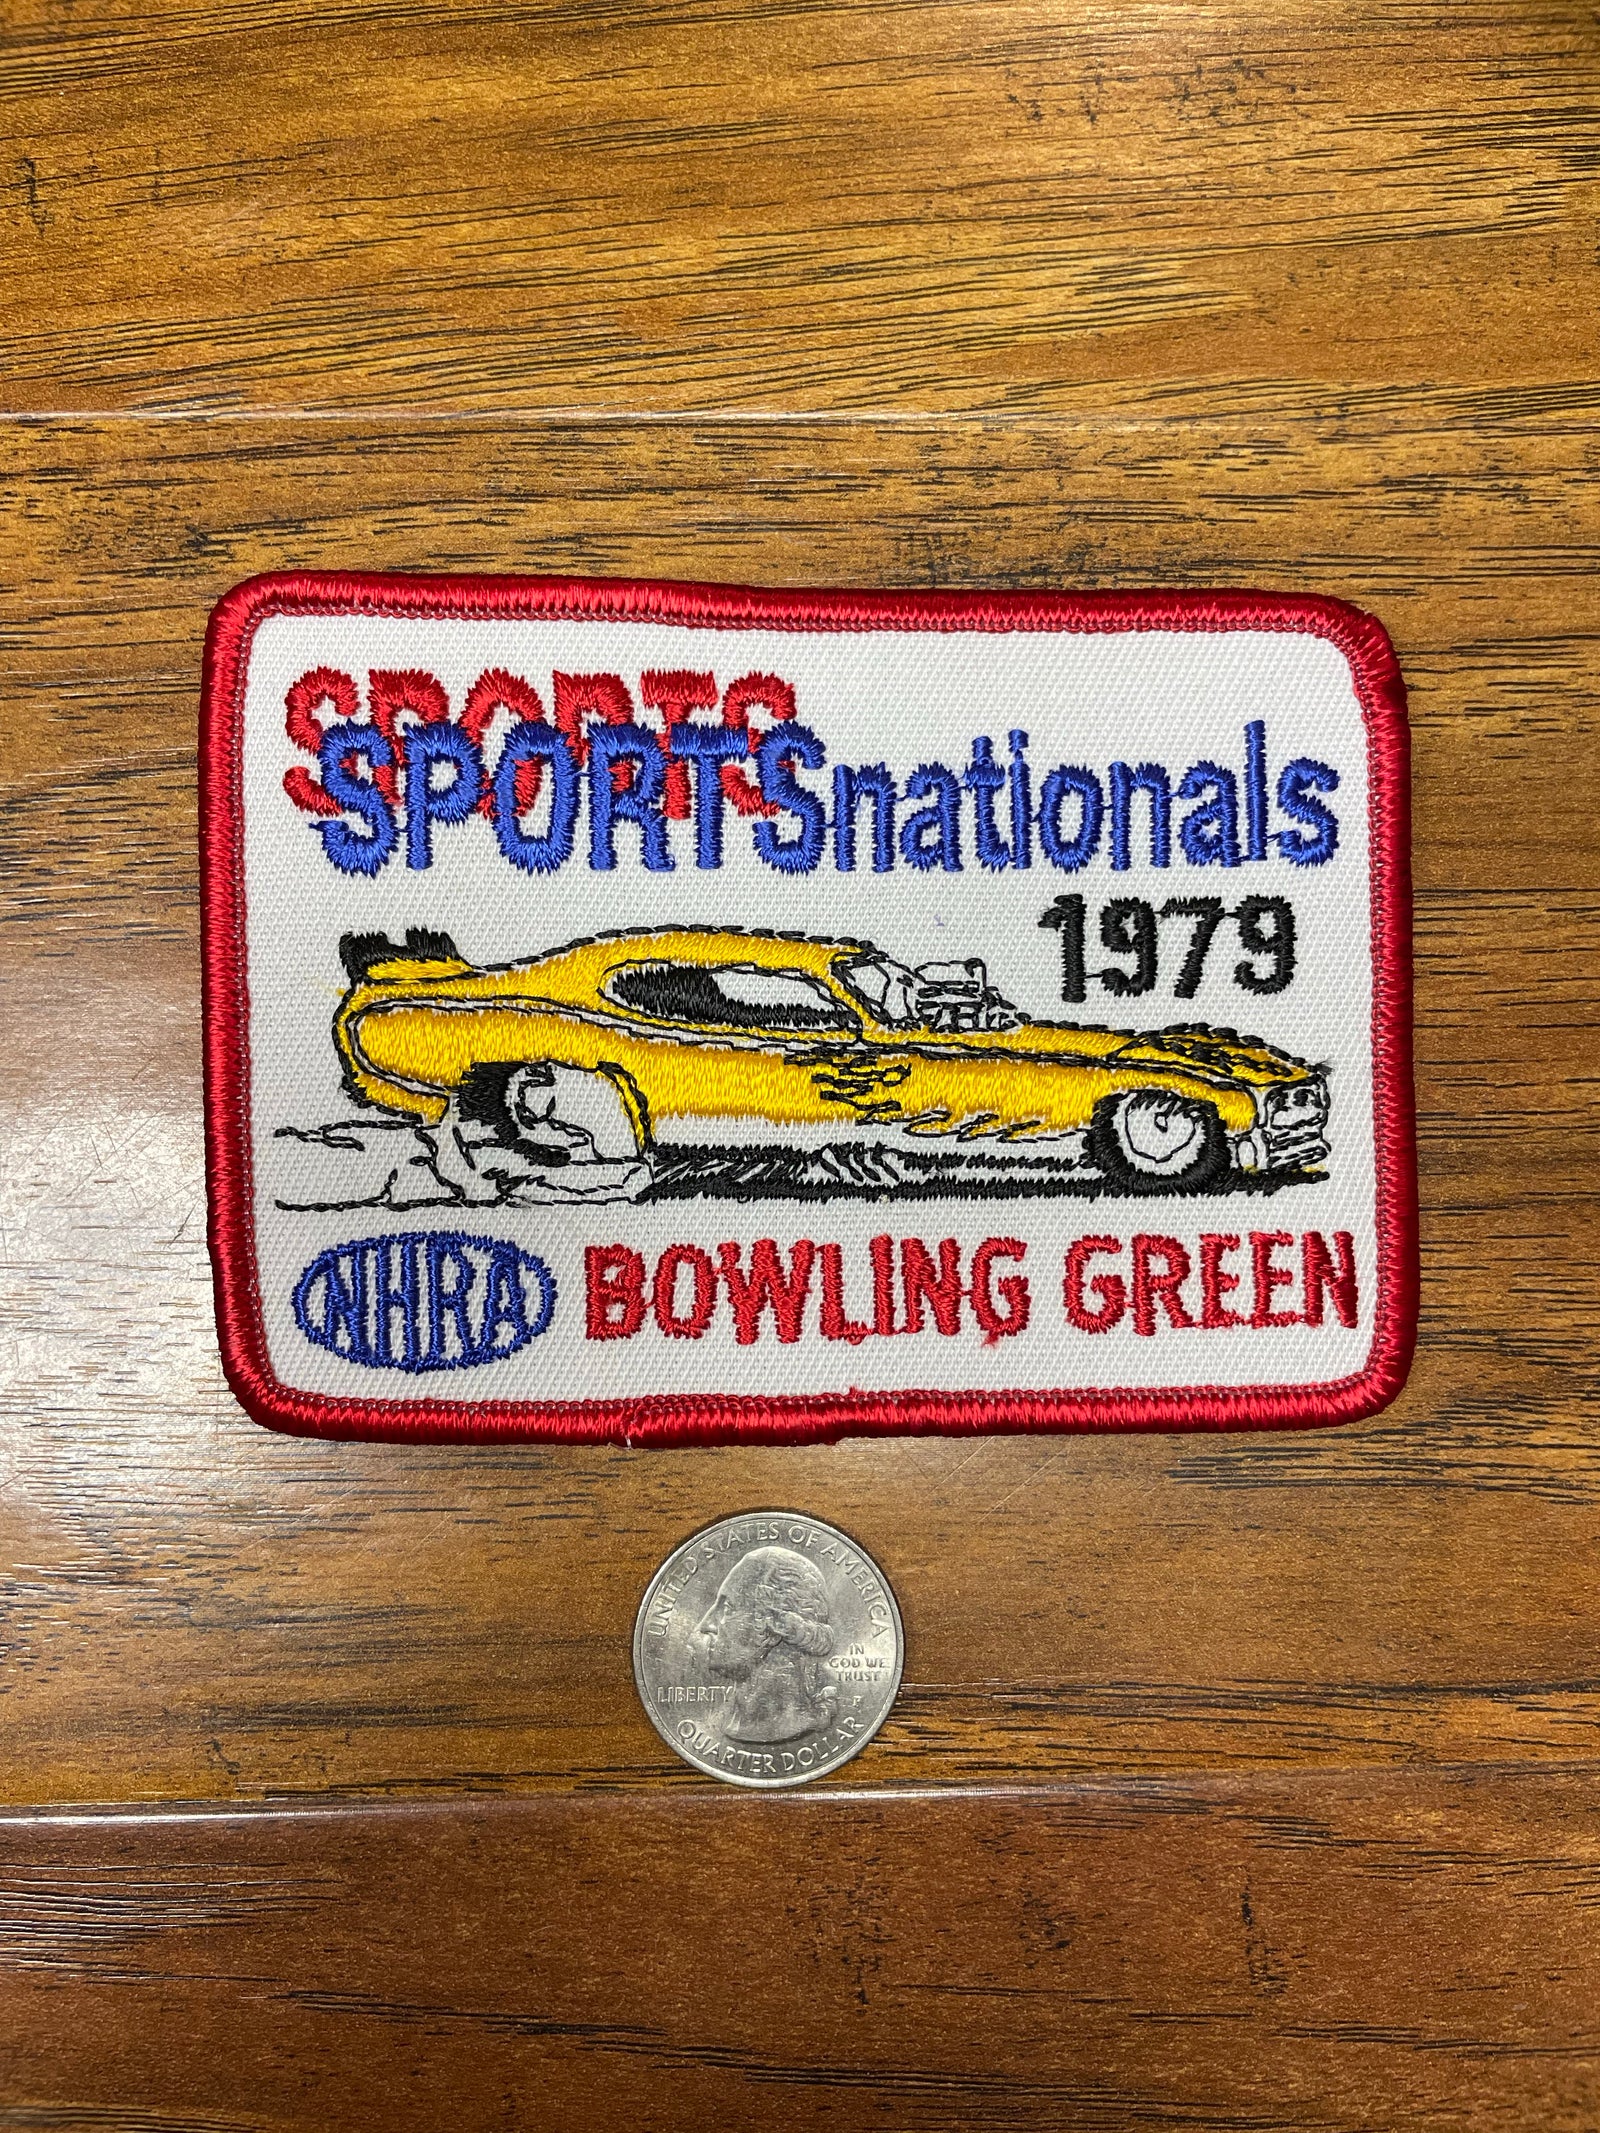 SPORTS
SPORTSnationals
1979
NHRA BOWLING GREEN
UNITED STATES OF AMERICA
IN
GOD WE
TRUST
LIBERTY
P
QUARTER DOLLAR